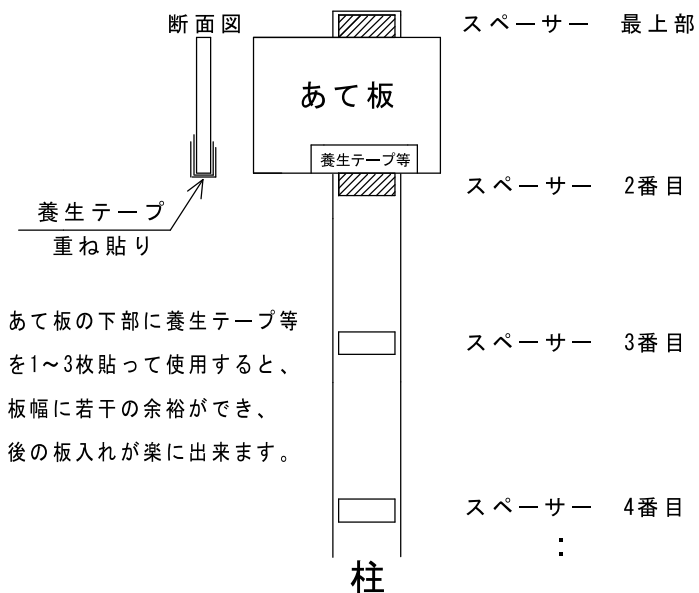 断面図
スペーサー 最上部
あて板
養生テープ等
スペーサー 2番目
養生テープ
重ね貼り
あて板の下部に養生テープ等
を1~3枚貼って使用すると、
板幅に若干の余裕ができ、
後の板入れが楽に出来ます。
スペーサー 3番目
スペーサー 4番目
:
柱